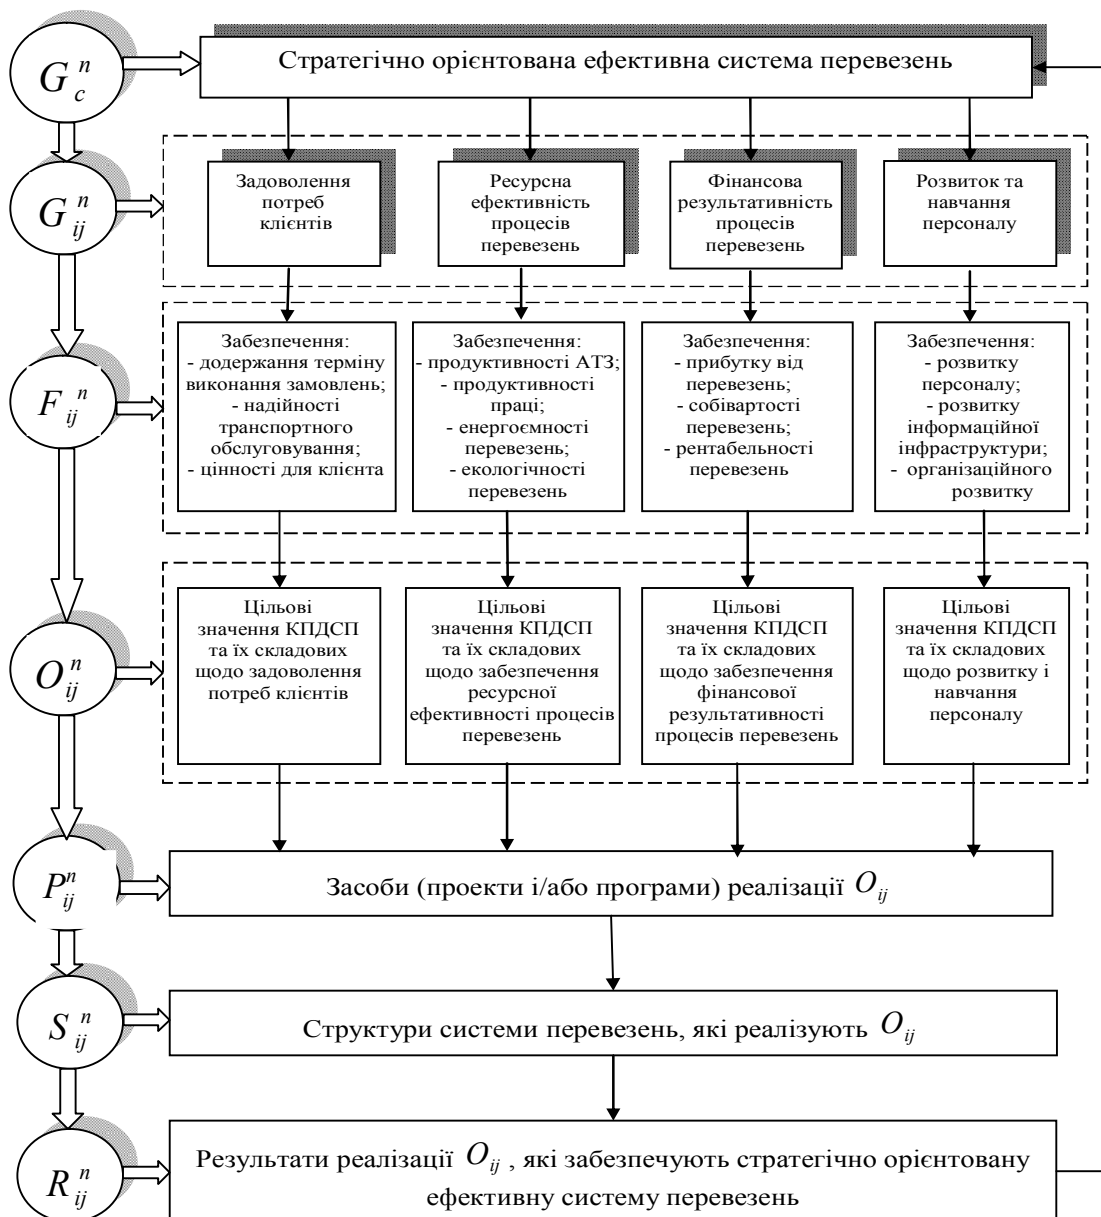 G_c^n
Стратегічно орієнтована ефективна система перевезень
G_ij^n
Задоволення
потреб
клієнтів
Ресурсна
ефективність
процесів
перевезень
Фінансова
результативність
процесів
перевезень
Розвиток та
навчання
персоналу
F_ij^n
Забезпечення:
- додержання терміну
виконання замовлень;
- надійності
транспортного
обслуговування;
- цінності для клієнта
Забезпечення:
- продуктивності АТЗ;
- продуктивності
праці;
- енергоємності
перевезень;
- екологічності
перевезень
Забезпечення:
- прибутку від
перевезень;
- собівартості
перевезень;
- рентабельності
перевезень
Забезпечення:
- розвитку
персоналу;
- розвитку
інформаційної
інфраструктури;
- організаційного
розвитку
O_ij^n
Цільові
значення КПДСП
та їх складових
щодо задоволення
потреб клієнтів
Цільові
значення КПДСП
та їх складових
щодо забезпечення
ресурсної
ефективності процесів
перевезень
Цільові
значення КПДСП
та їх складових
щодо забезпечення
фінансової
результативності
процесів перевезень
Цільові
значення КПДСП
та їх складових
щодо розвитку і
навчання
персоналу
P_ij^n
Засоби (проекти і/або програми) реалізації O_ij
S_ij^n
Структури системи перевезень, які реалізують O_ij
R_ij^n
Результати реалізації O_ij , які забезпечують стратегічно орієнтовану
ефективну систему перевезень